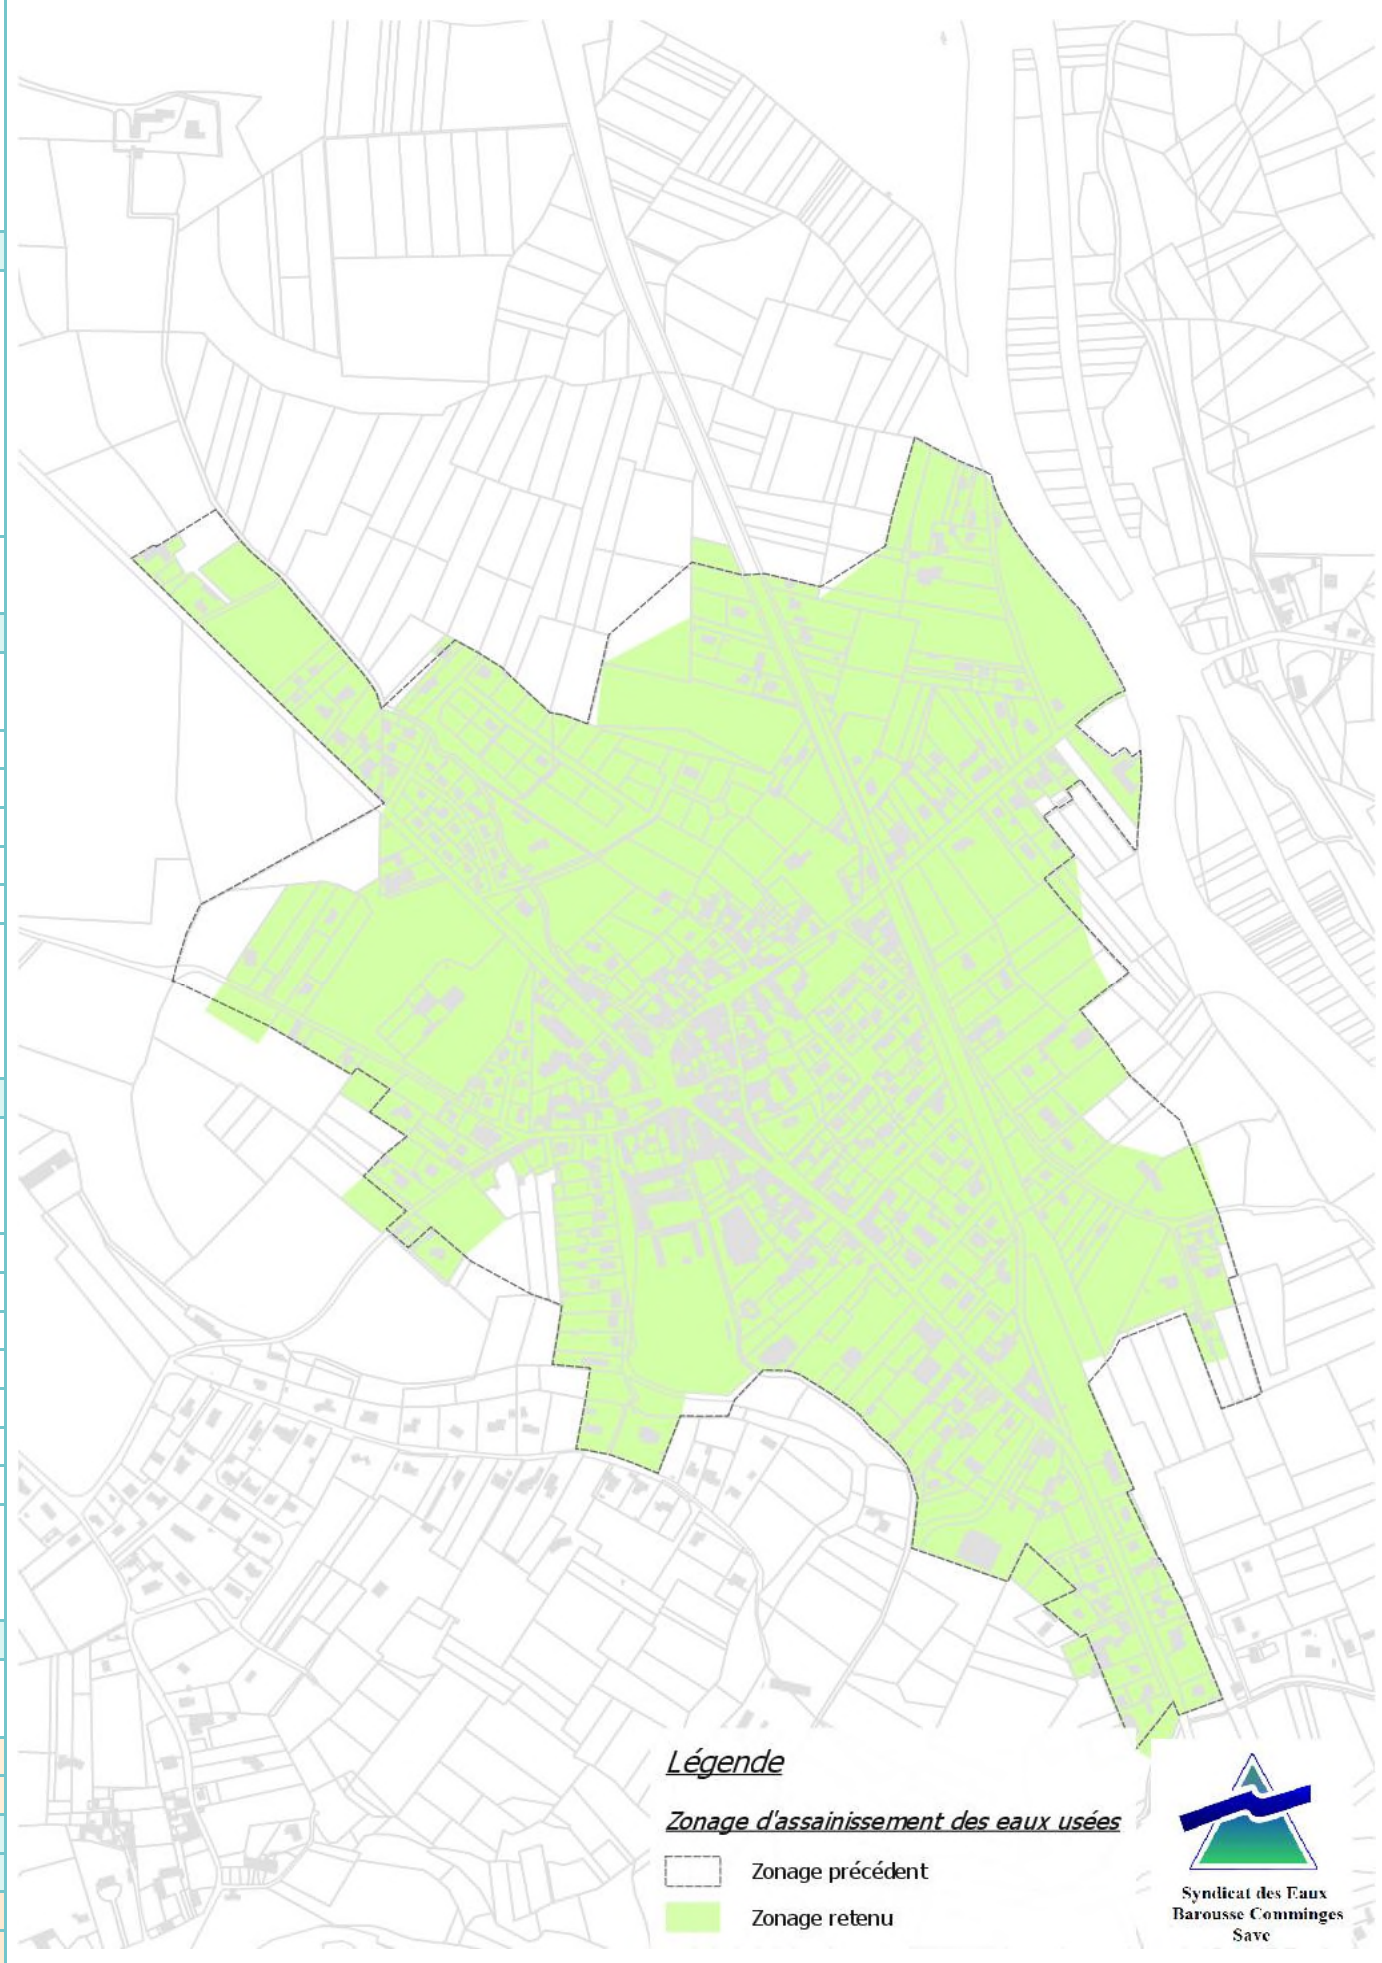 Légende
Zonage d'assainissement des eaux usées
Zonage précédent
Zonage retenu
Syndicat des Eaux
Barousse Comminges
Save